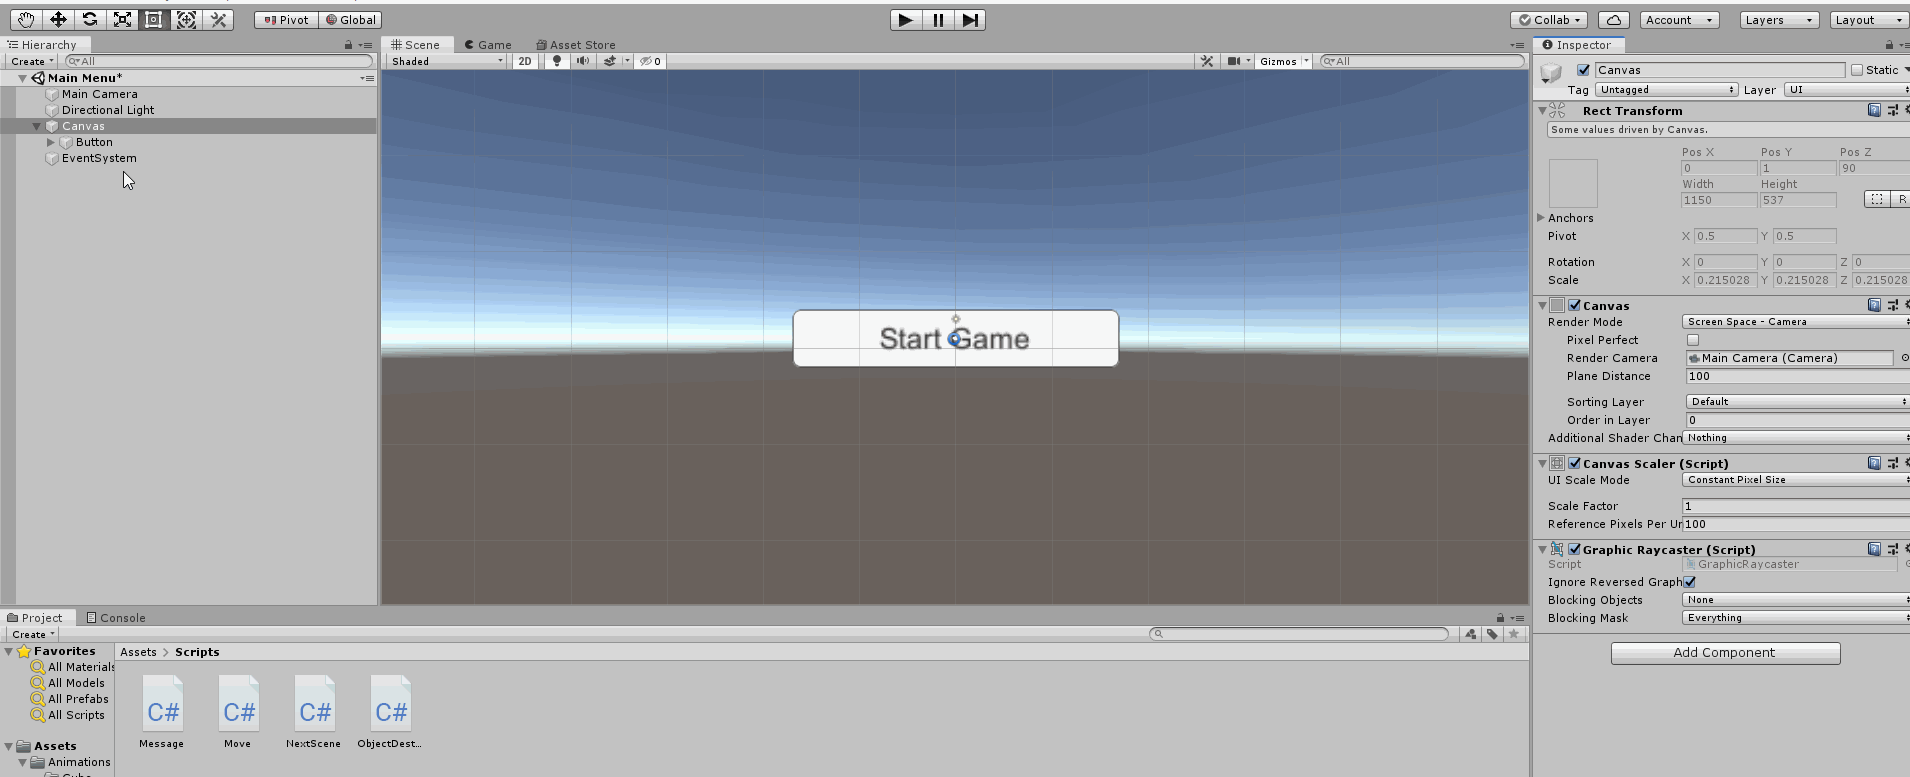 Pivot Global Collab Account Layers Layout
Hierarchy
Create All
Main Menu*
Main Camera
Directional Light
Canvas
Button
EventSystem
Scene Game Asset Store
Shaded 2D 0 Gizmos All
Start Game
Inspector
Canvas Static
Tag Untagged Layer UI
Rect Transform
Some values driven by Canvas.
Pos X Pos Y Pos Z
0 1 90
Width Height
1150 537
R
Anchors
Pivot X 0.5 Y 0.5
Rotation X 0 Y 0 Z 0
Scale X 0.215028 Y 0.215028 Z 0.215028
Canvas
Render Mode Screen Space - Camera
Pixel Perfect
Render Camera Main Camera (Camera)
Plane Distance 100
Sorting Layer Default
Order in Layer 0
Additional Shader Chan Nothing
Canvas Scaler (Script)
UI Scale Mode Constant Pixel Size
Scale Factor 1
Reference Pixels Per Ur 100
Graphic Raycaster (Script)
Script GraphicRaycaster
Ignore Reversed Graph
Blocking Objects None
Blocking Mask Everything
Add Component
Project Console
Create
Favorites
All Materials
All Models
All Prefabs
All Scripts
Assets
Animations
Assets > Scripts
C# C# C# C#
Message Move NextScene ObjectDest...